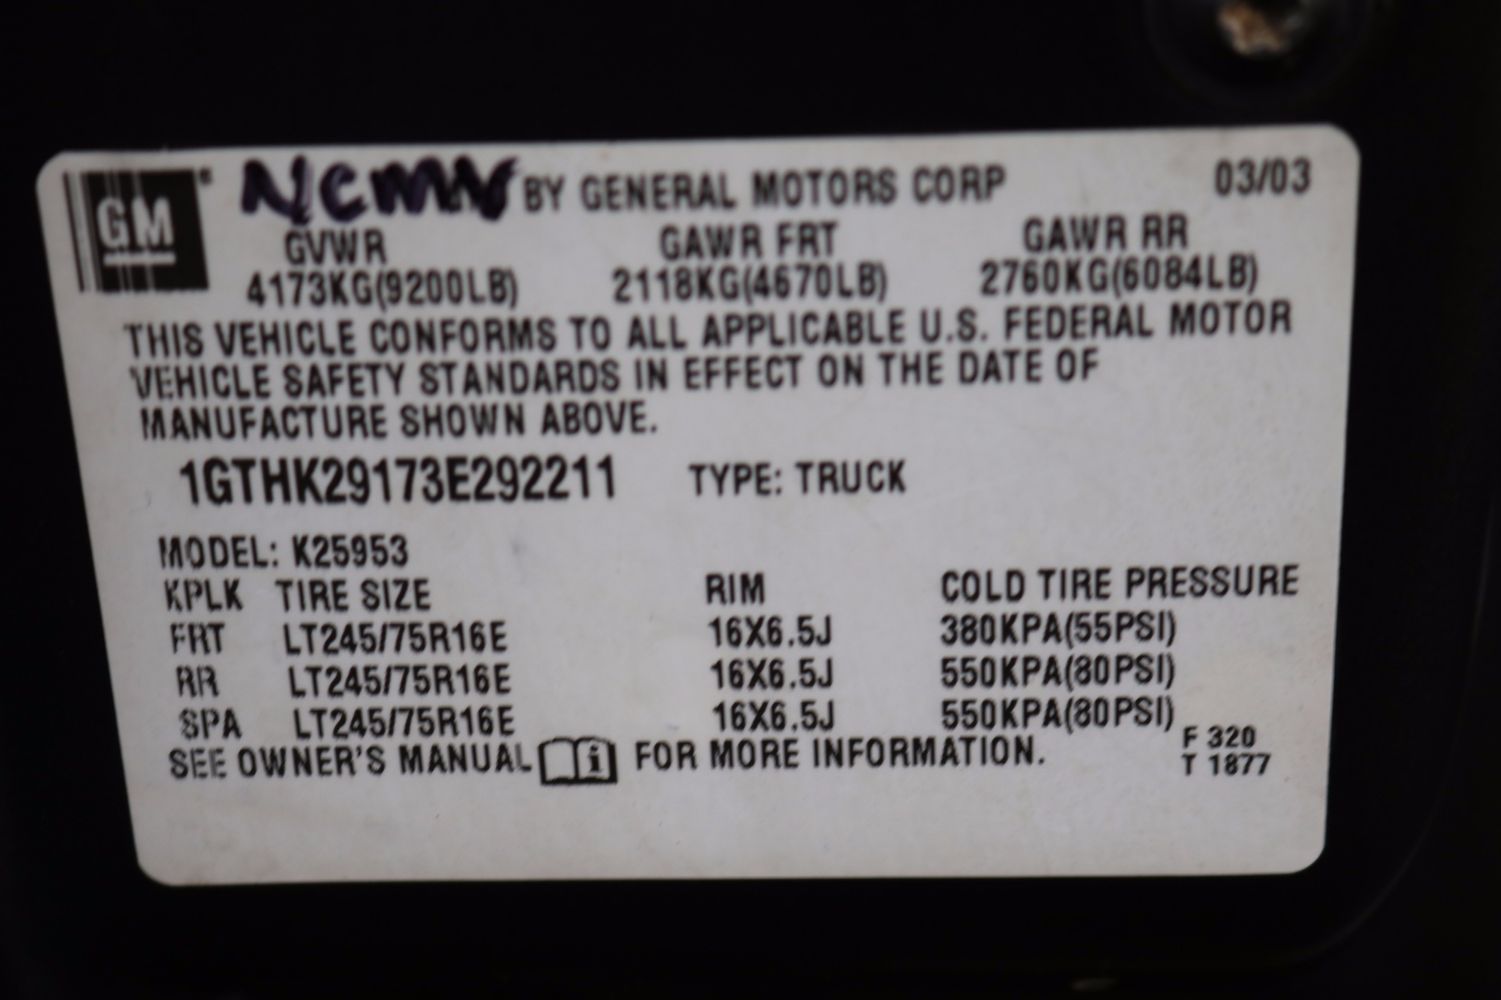 GM NCMW BY GENERAL MOTORS CORP 03/03
GVWR GAWR FRT GAWR RR
4173KG(9200LB) 2118KG(4670LB) 2760KG(6084LB)
THIS VEHICLE CONFORMS TO ALL APPLICABLE U.S. FEDERAL MOTOR
VEHICLE SAFETY STANDARDS IN EFFECT ON THE DATE OF
MANUFACTURE SHOWN ABOVE.
1GTHK29173E292211 TYPE: TRUCK
MODEL: K25953
KPLK TIRE SIZE RIM COLD TIRE PRESSURE
FRT LT245/75R16E 16X6.5J 380KPA(55PSI)
RR LT245/75R16E 16X6.5J 550KPA(80PSI)
SPA LT245/75R16E 16X6.5J 550KPA(80PSI)
SEE OWNER'S MANUAL i FOR MORE INFORMATION.
F 320
T 1877